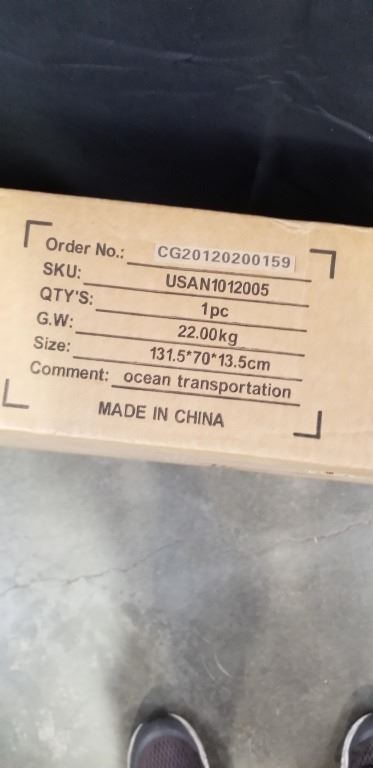 Order No.: CG20120200159
SKU: USAN1012005
QTY'S: 1pc
G.W: 22.00kg
Size: 131.5*70*13.5cm
Comment: ocean transportation
MADE IN CHINA